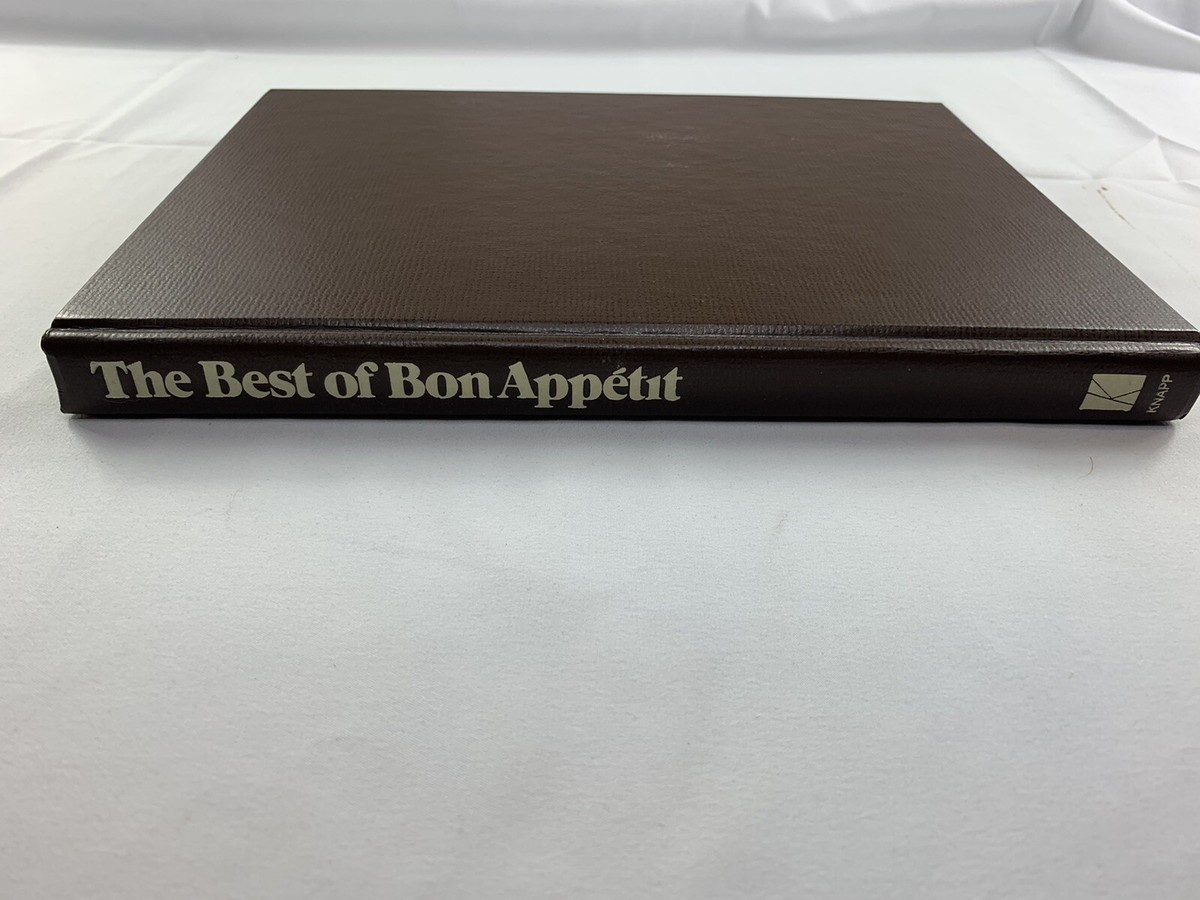 The Best of Bon Appétit
K
KNAPP